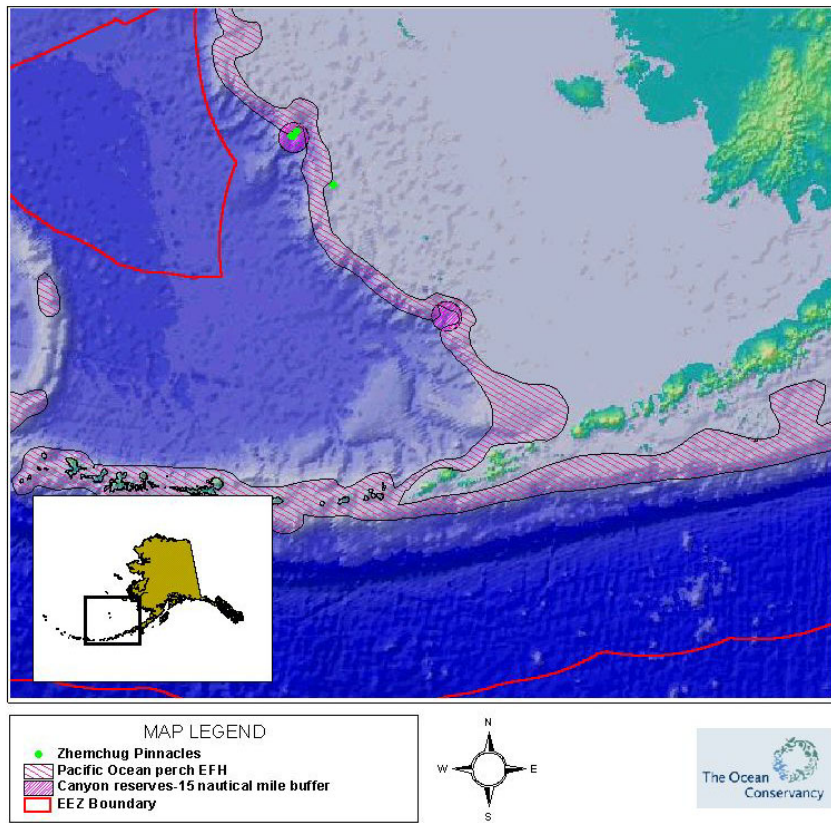 MAP LEGEND
Zhemchug Pinnacles
Pacific Ocean perch EFH
Canyon reserves-15 nautical mile buffer
EEZ Boundary
N
W E
S
The Ocean
Conservancy